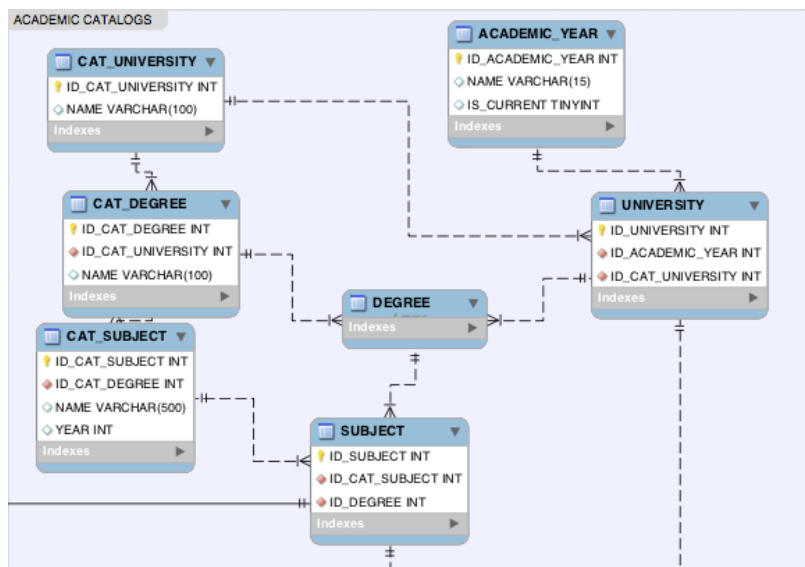 ACADEMIC CATALOGS
CAT_UNIVERSITY
ID_CAT_UNIVERSITY INT
NAME VARCHAR(100)
Indexes
ACADEMIC_YEAR
ID_ACADEMIC_YEAR INT
NAME VARCHAR(15)
IS_CURRENT TINYINT
Indexes
CAT_DEGREE
ID_CAT_DEGREE INT
ID_CAT_UNIVERSITY INT
NAME VARCHAR(100)
Indexes
UNIVERSITY
ID_UNIVERSITY INT
ID_ACADEMIC_YEAR INT
ID_CAT_UNIVERSITY INT
Indexes
DEGREE
Indexes
CAT_SUBJECT
ID_CAT_SUBJECT INT
ID_CAT_DEGREE INT
NAME VARCHAR(500)
YEAR INT
Indexes
SUBJECT
ID_SUBJECT INT
ID_CAT_SUBJECT INT
ID_DEGREE INT
Indexes